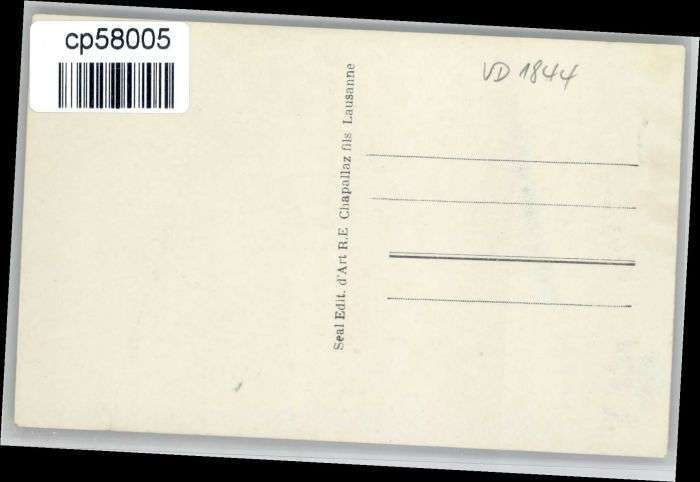 cp58005
VD 1844
Seal Edit. d'Art R.E. Chapallaz fils Lausanne